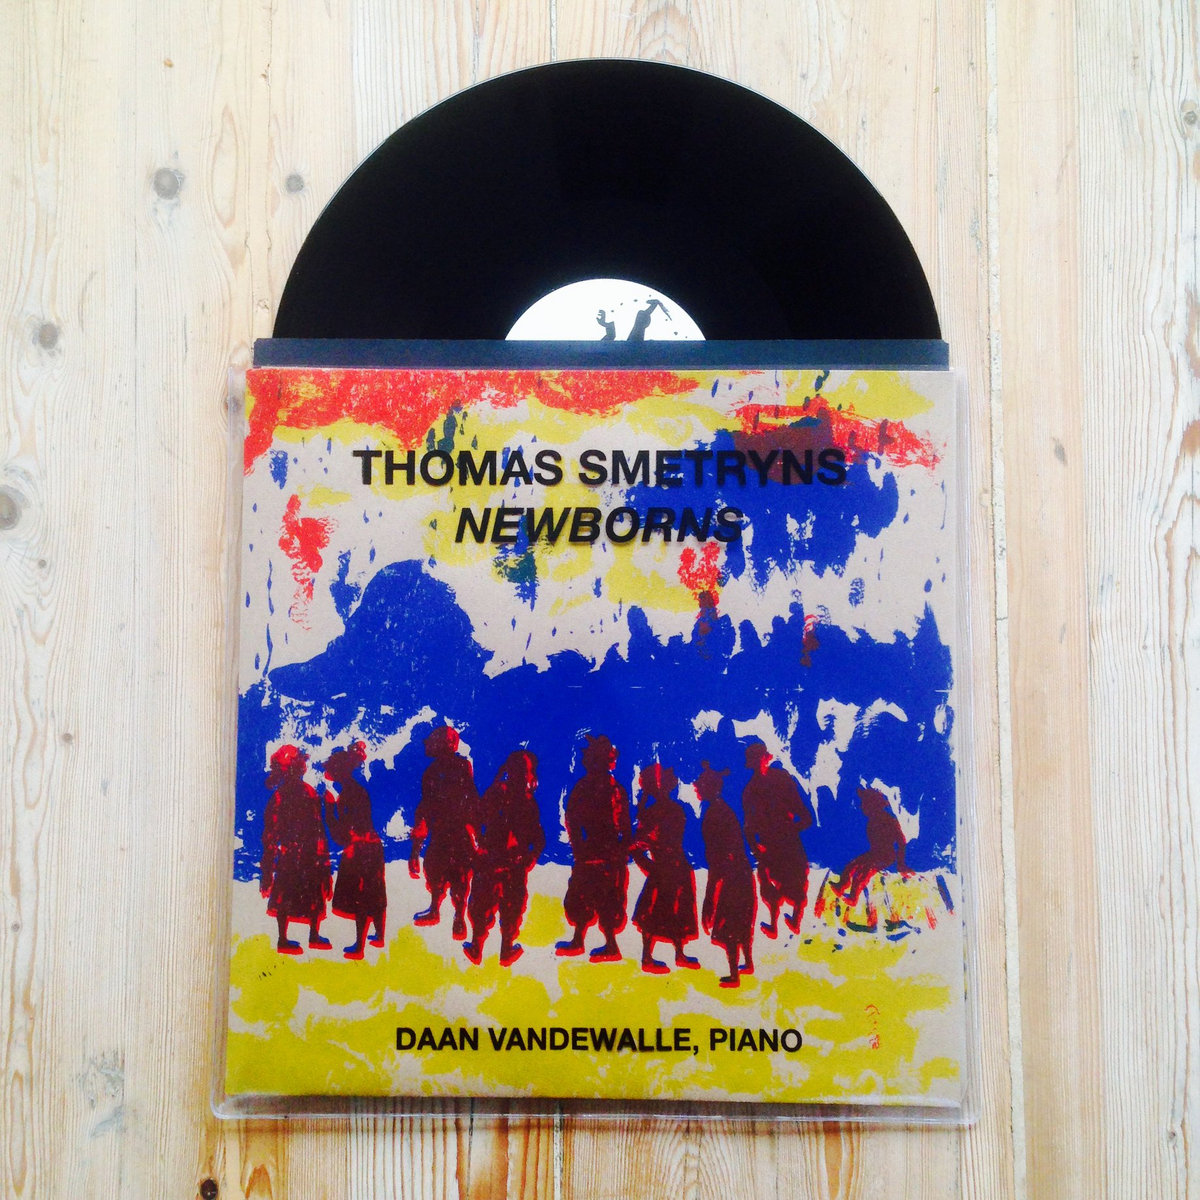 THOMAS SMETRYNS
NEWBORNS
DAAN VANDEWALLE, PIANO